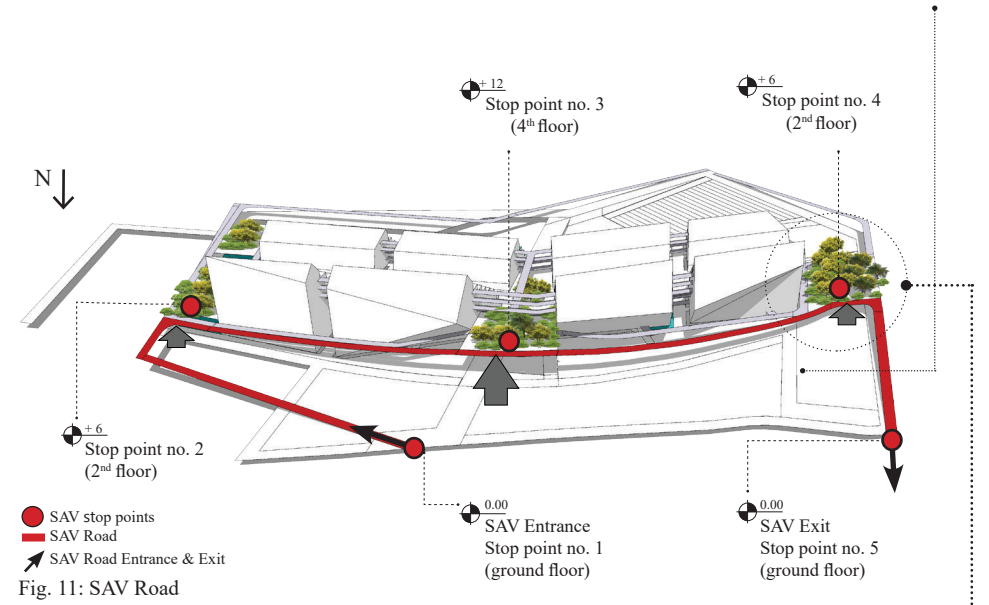 + 12
Stop point no. 3
(4th floor)
+ 6
Stop point no. 4
(2nd floor)
N
+ 6
Stop point no. 2
(2nd floor)
0.00
SAV Entrance
Stop point no. 1
(ground floor)
0.00
SAV Exit
Stop point no. 5
(ground floor)
SAV stop points
SAV Road
SAV Road Entrance & Exit
Fig. 11: SAV Road